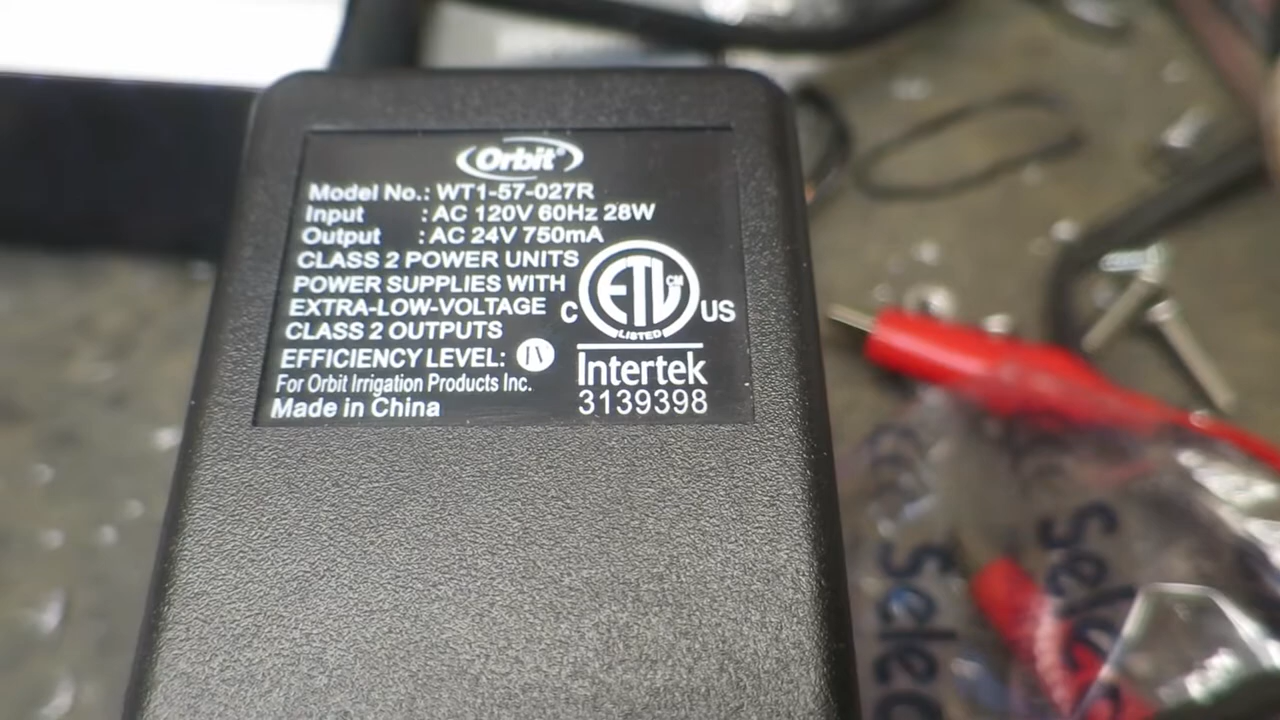 Orbit®
Model No.: WT1-57-027R
Input : AC 120V 60Hz 28W
Output : AC 24V 750mA
CLASS 2 POWER UNITS
POWER SUPPLIES WITH
EXTRA-LOW-VOLTAGE
CLASS 2 OUTPUTS
EFFICIENCY LEVEL: IV
For Orbit Irrigation Products Inc.
Made in China
ETL CM
C US
LISTED
Intertek
3139398